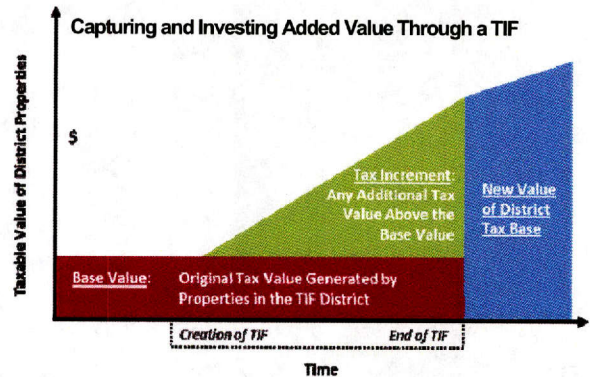 Capturing and Investing Added Value Through a TIF
Taxable Value of District Properties
$
Tax Increment:
Any Additional Tax
Value Above the
Base Value
New Value
of District
Tax Base
Base Value: Original Tax Value Generated by
Properties in the TIF District
Creation of TIF End of TIF
Time